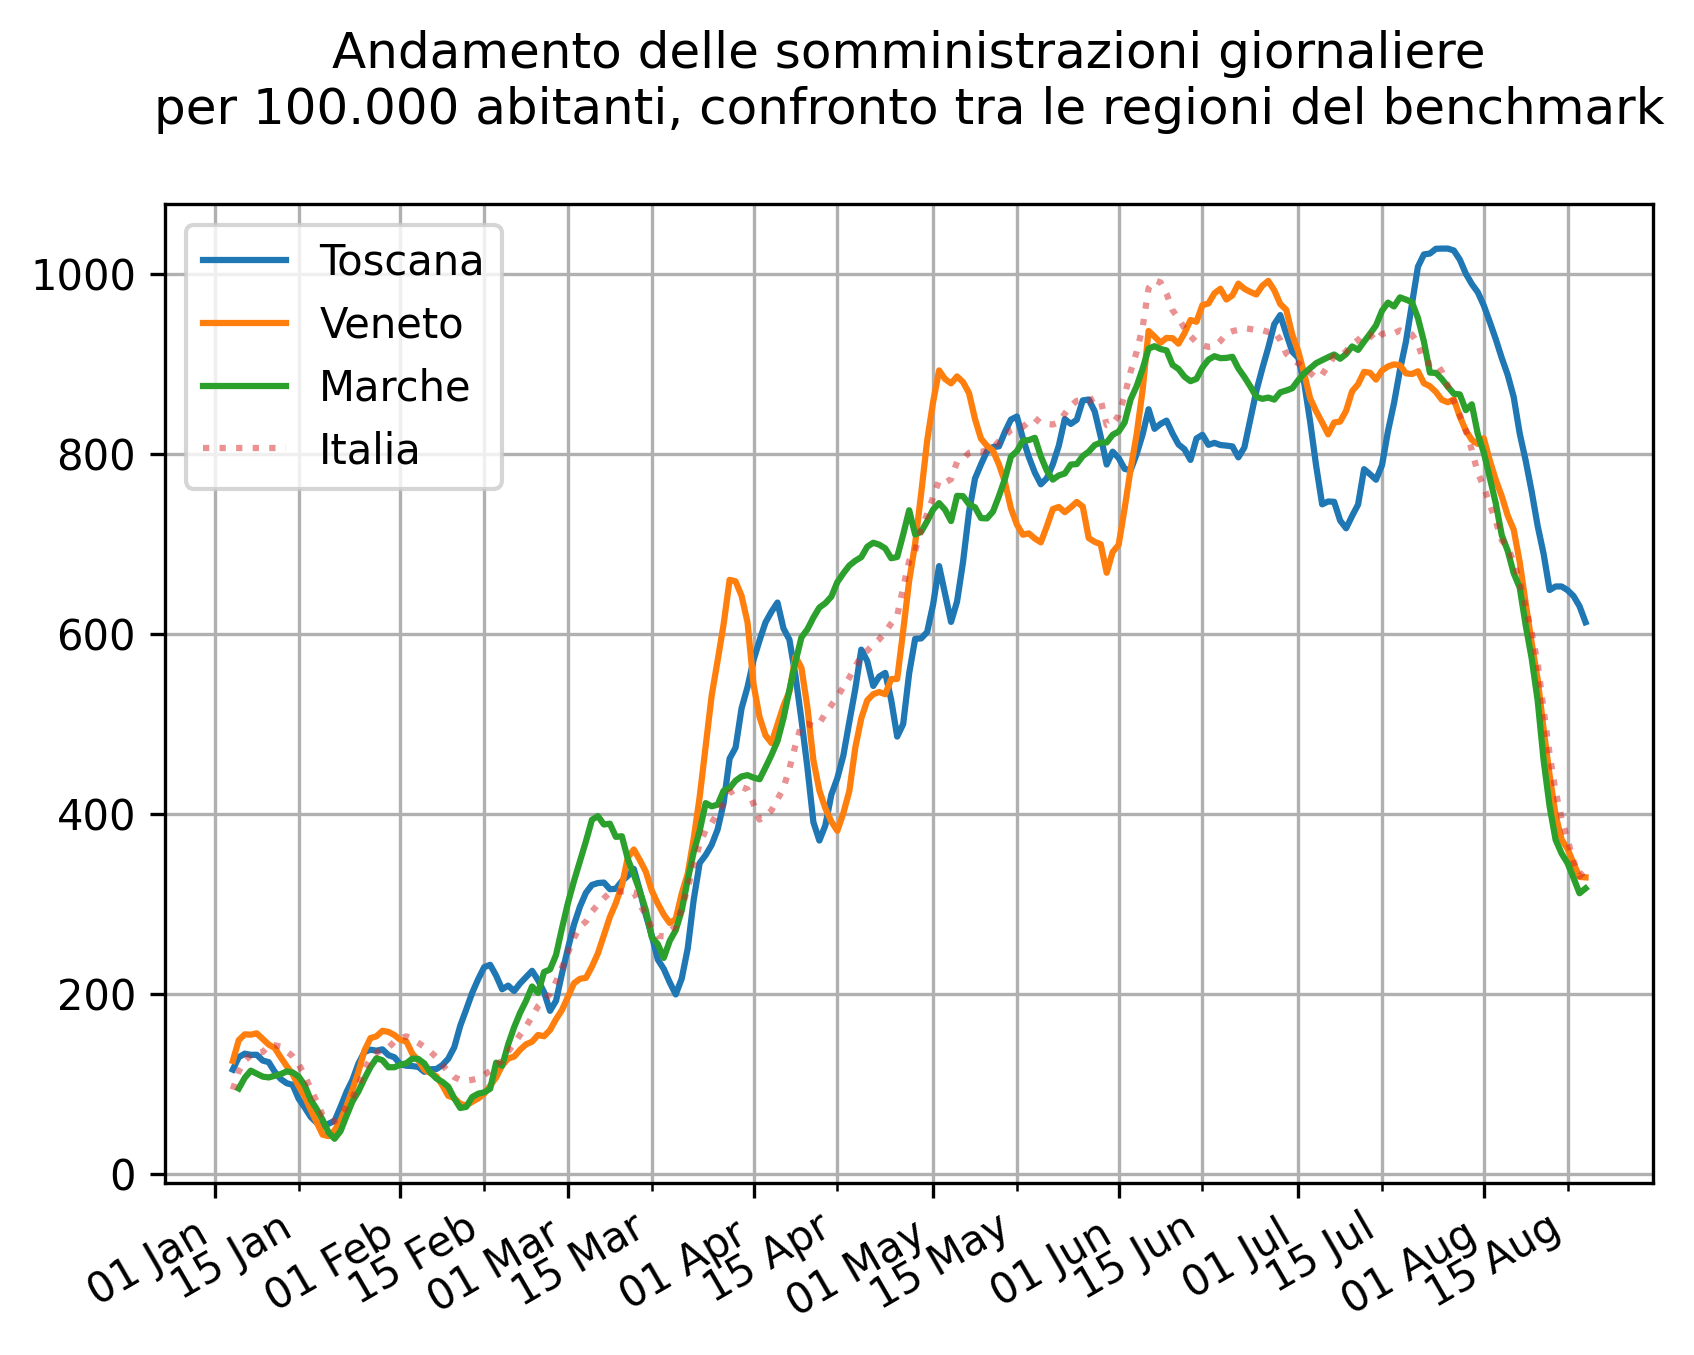 Andamento delle somministrazioni giornaliere
per 100.000 abitanti, confronto tra le regioni del benchmark
Toscana
Veneto
Marche
Italia
1000
800
600
400
200
0
01 Jan
15 Jan
01 Feb
15 Feb
01 Mar
15 Mar
01 Apr
15 Apr
01 May
15 May
01 Jun
15 Jun
01 Jul
15 Jul
01 Aug
15 Aug